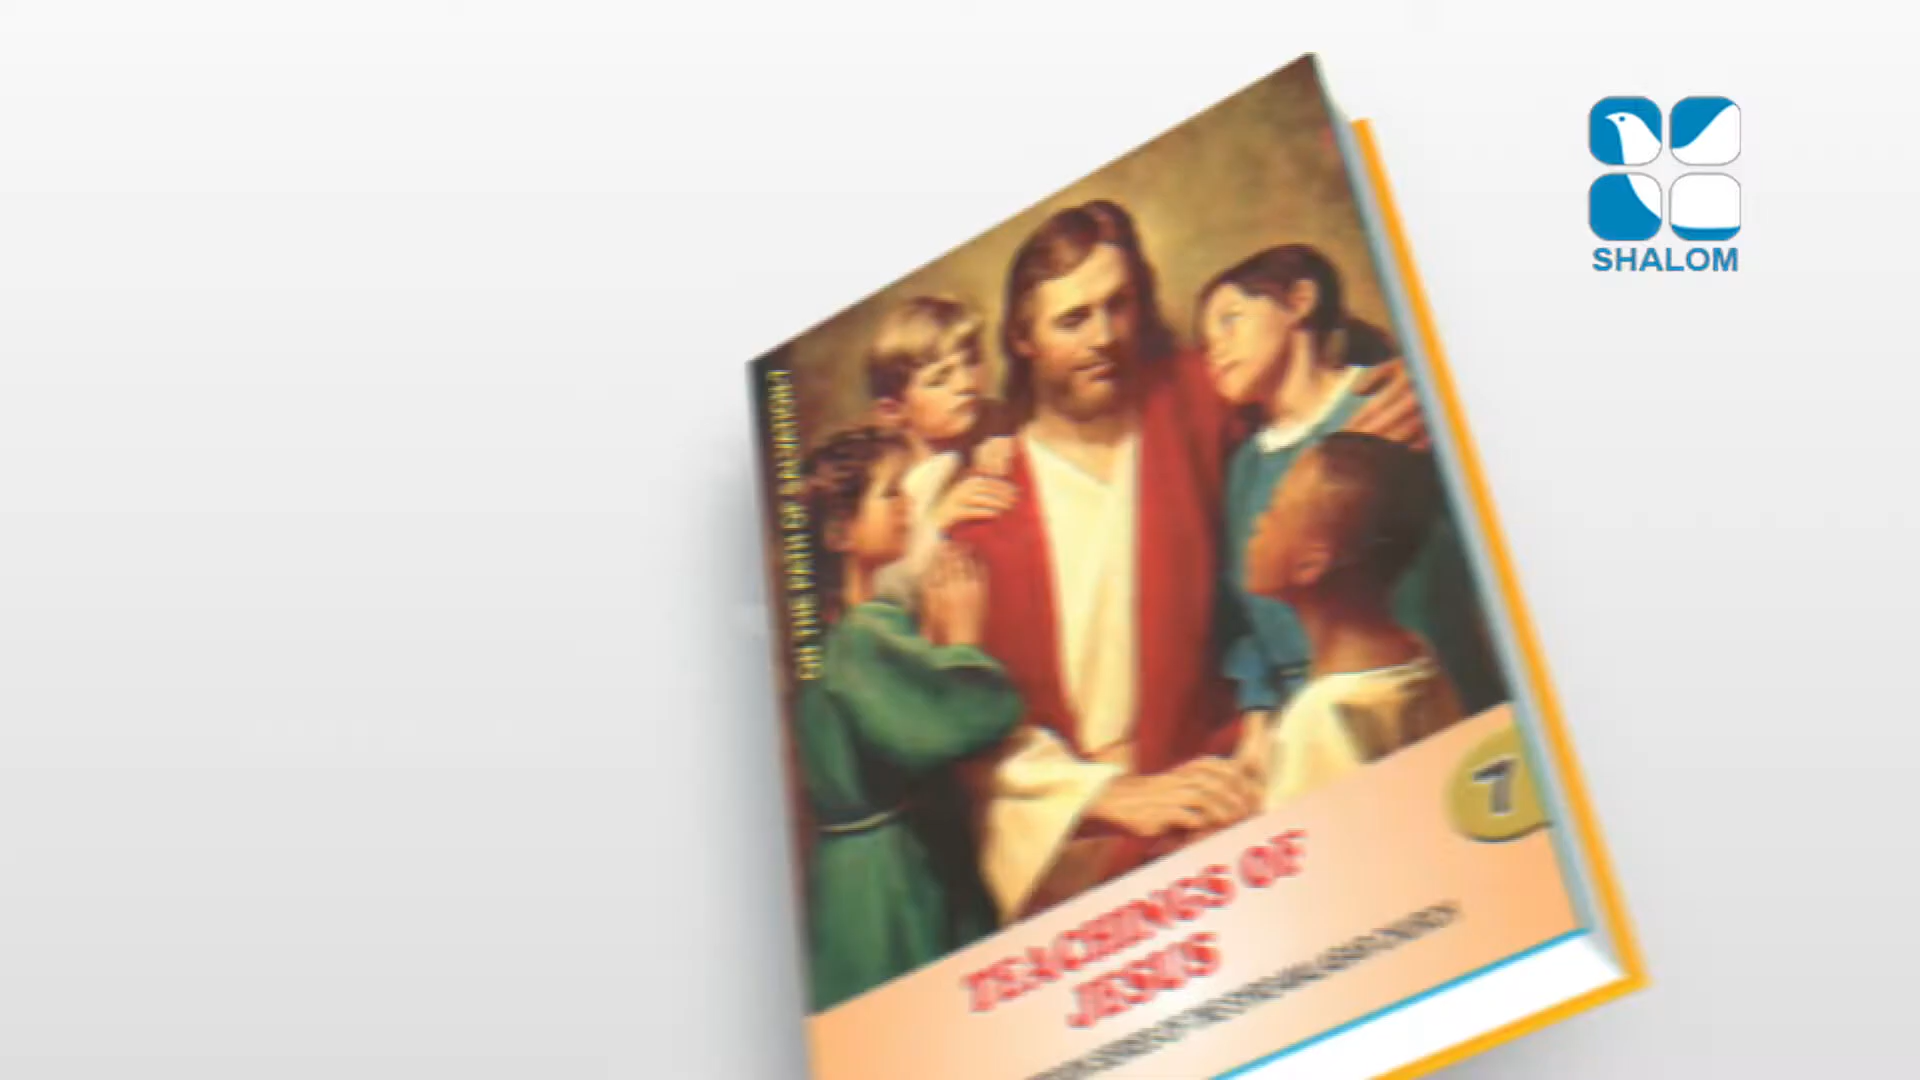 SHALOM
ON THE PATH OF SALVATION
7
TEACHINGS OF
JESUS